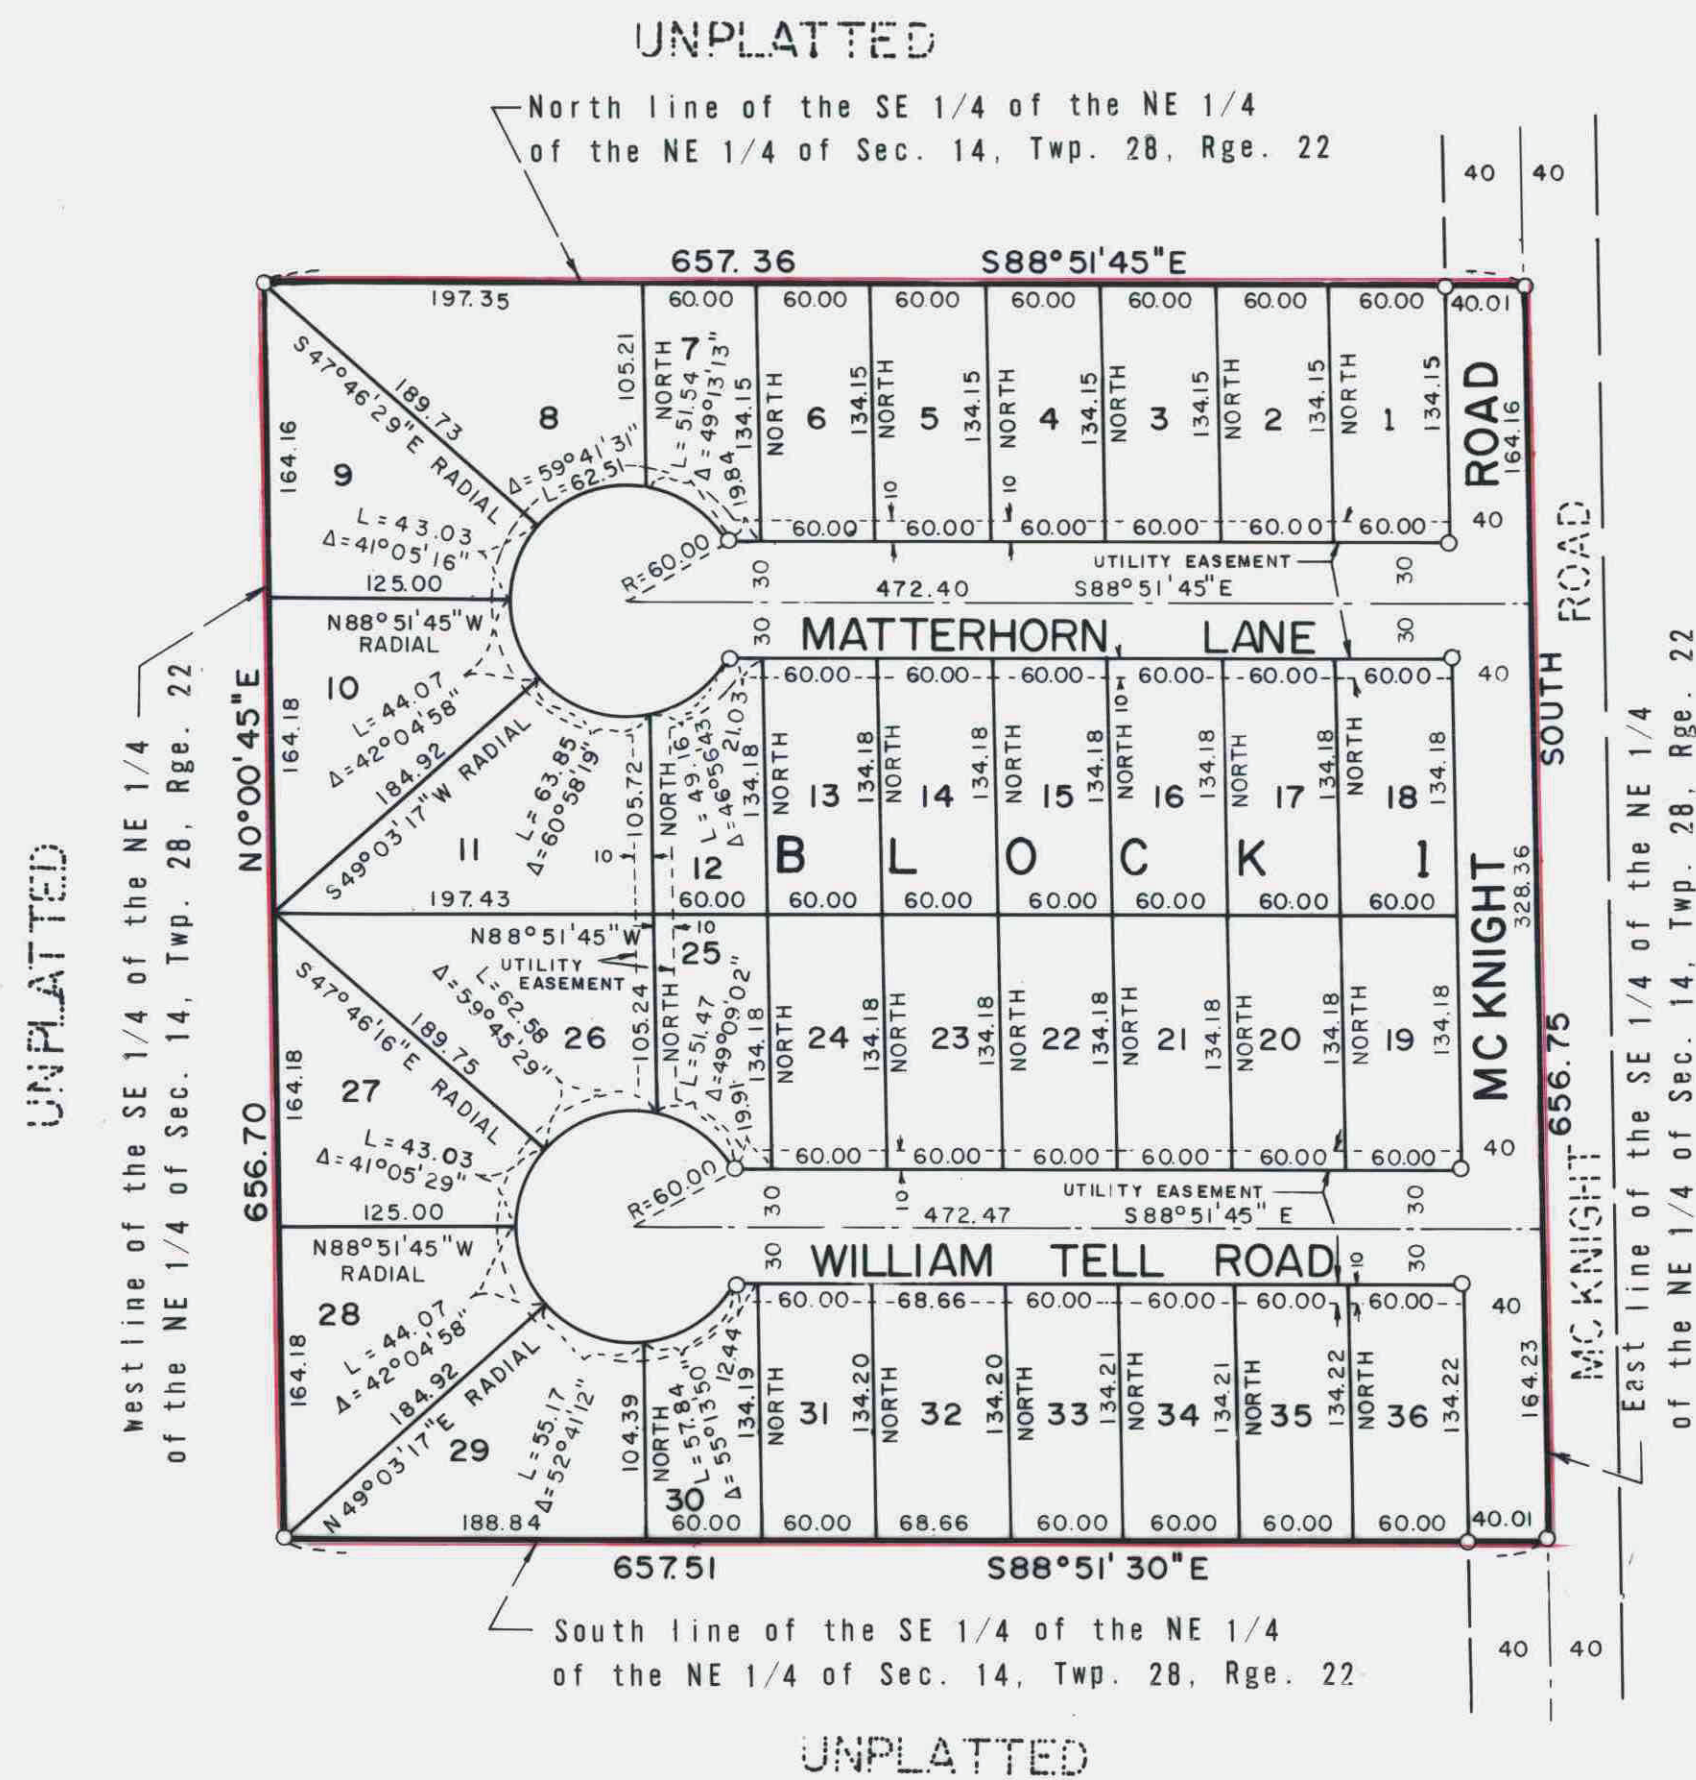 UNPLATTED
North line of the SE 1/4 of the NE 1/4
of the NE 1/4 of Sec. 14, Twp. 28, Rge. 22
40 40
657.36 S88°51'45"E
197.35 60.00 60.00 60.00 60.00 60.00 60.00 60.00 40.01
S47°46'29"E RADIAL
189.73
164.16
9
8
105.21
NORTH
7
L=51.54
Δ=49°13'13"
134.15
19.84
NORTH
6
134.15
NORTH
5
134.15
NORTH
4
134.15
NORTH
3
134.15
NORTH
2
134.15
NORTH
1
134.15
ROAD
164.16
Δ=59°41'31"
L=62.51
L=43.03
Δ=41°05'16"
10 10
60.00 60.00 60.00 60.00 60.00 60.00 40
125.00
R=60.00
30
UTILITY EASEMENT
30
472.40 S88°51'45"E
N88°51'45"W
RADIAL
30
MATTERHORN LANE
30
60.00 60.00 60.00 60.00 60.00 60.00 40
10
10
L=44.07
Δ=42°04'58"
184.92
S49°03'17"W RADIAL
164.18
11
L=63.85
Δ=60°58'19"
105.72
NORTH
L=49.16
Δ=46°56'43"
21.03
134.18
12
NORTH
13
134.18
NORTH
14
134.18
NORTH
15
134.18
NORTH
16
134.18
NORTH
17
134.18
NORTH
18
134.18
10
BLOCK 1
197.43 60.00 60.00 60.00 60.00 60.00 60.00 60.00
N88°51'45"W
10
UTILITY
EASEMENT
25
S47°46'16"E RADIAL
189.75
164.18
27
L=62.58
Δ=59°45'29"
26
105.24
NORTH
L=51.47
Δ=49°09'02"
19.91
134.18
NORTH
24
134.18
NORTH
23
134.18
NORTH
22
134.18
NORTH
21
134.18
NORTH
20
134.18
NORTH
19
134.18
MC KNIGHT
328.36
L=43.03
Δ=41°05'29"
60.00 60.00 60.00 60.00 60.00 60.00 40
125.00
R=60.00
30
10
UTILITY EASEMENT
30
472.47 S88°51'45"E
N88°51'45"W
RADIAL
30
WILLIAM TELL ROAD
10
30
60.00 68.66 60.00 60.00 60.00 60.00 40
28
L=44.07
Δ=42°04'58"
184.92
N49°03'17"E RADIAL
164.18
29
L=55.17
Δ=52°41'12"
104.39
NORTH
30
L=57.84
Δ=55°13'50"
12.44
134.19
NORTH
31
134.20
NORTH
32
134.20
NORTH
33
134.21
NORTH
34
134.21
NORTH
35
134.22
NORTH
36
134.22
164.23
188.84 60.00 60.00 68.66 60.00 60.00 60.00 60.00 40.01
657.51 S88°51'30"E
South line of the SE 1/4 of the NE 1/4
of the NE 1/4 of Sec. 14, Twp. 28, Rge. 22
40 40
UNPLATTED
UNPLATTED
West line of the SE 1/4 of the NE 1/4
of the NE 1/4 of Sec. 14, Twp. 28, Rge. 22
N0°00'45"E
656.70
SOUTH
656.75
MC KNIGHT ROAD
East line of the SE 1/4 of the NE 1/4
of the NE 1/4 of Sec. 14, Twp. 28, Rge. 22